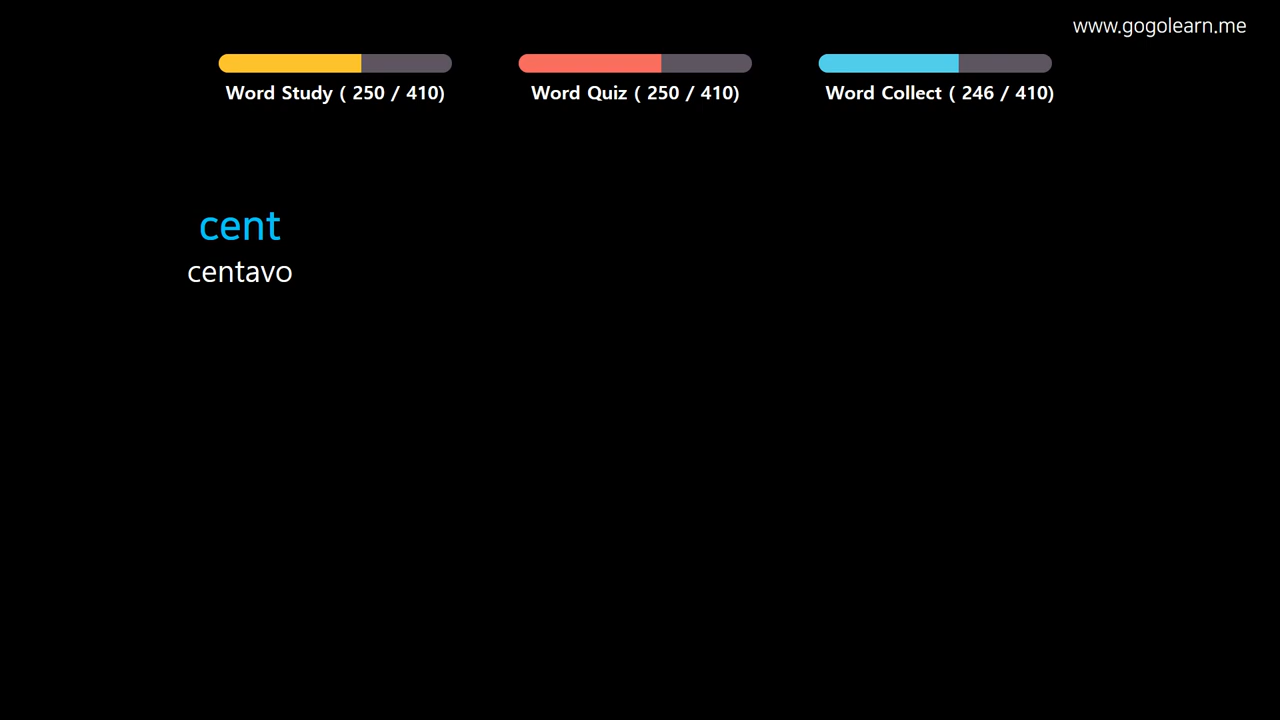 www.gogolearn.me
Word Study ( 250 / 410)
Word Quiz ( 250 / 410)
Word Collect ( 246 / 410)
cent
centavo